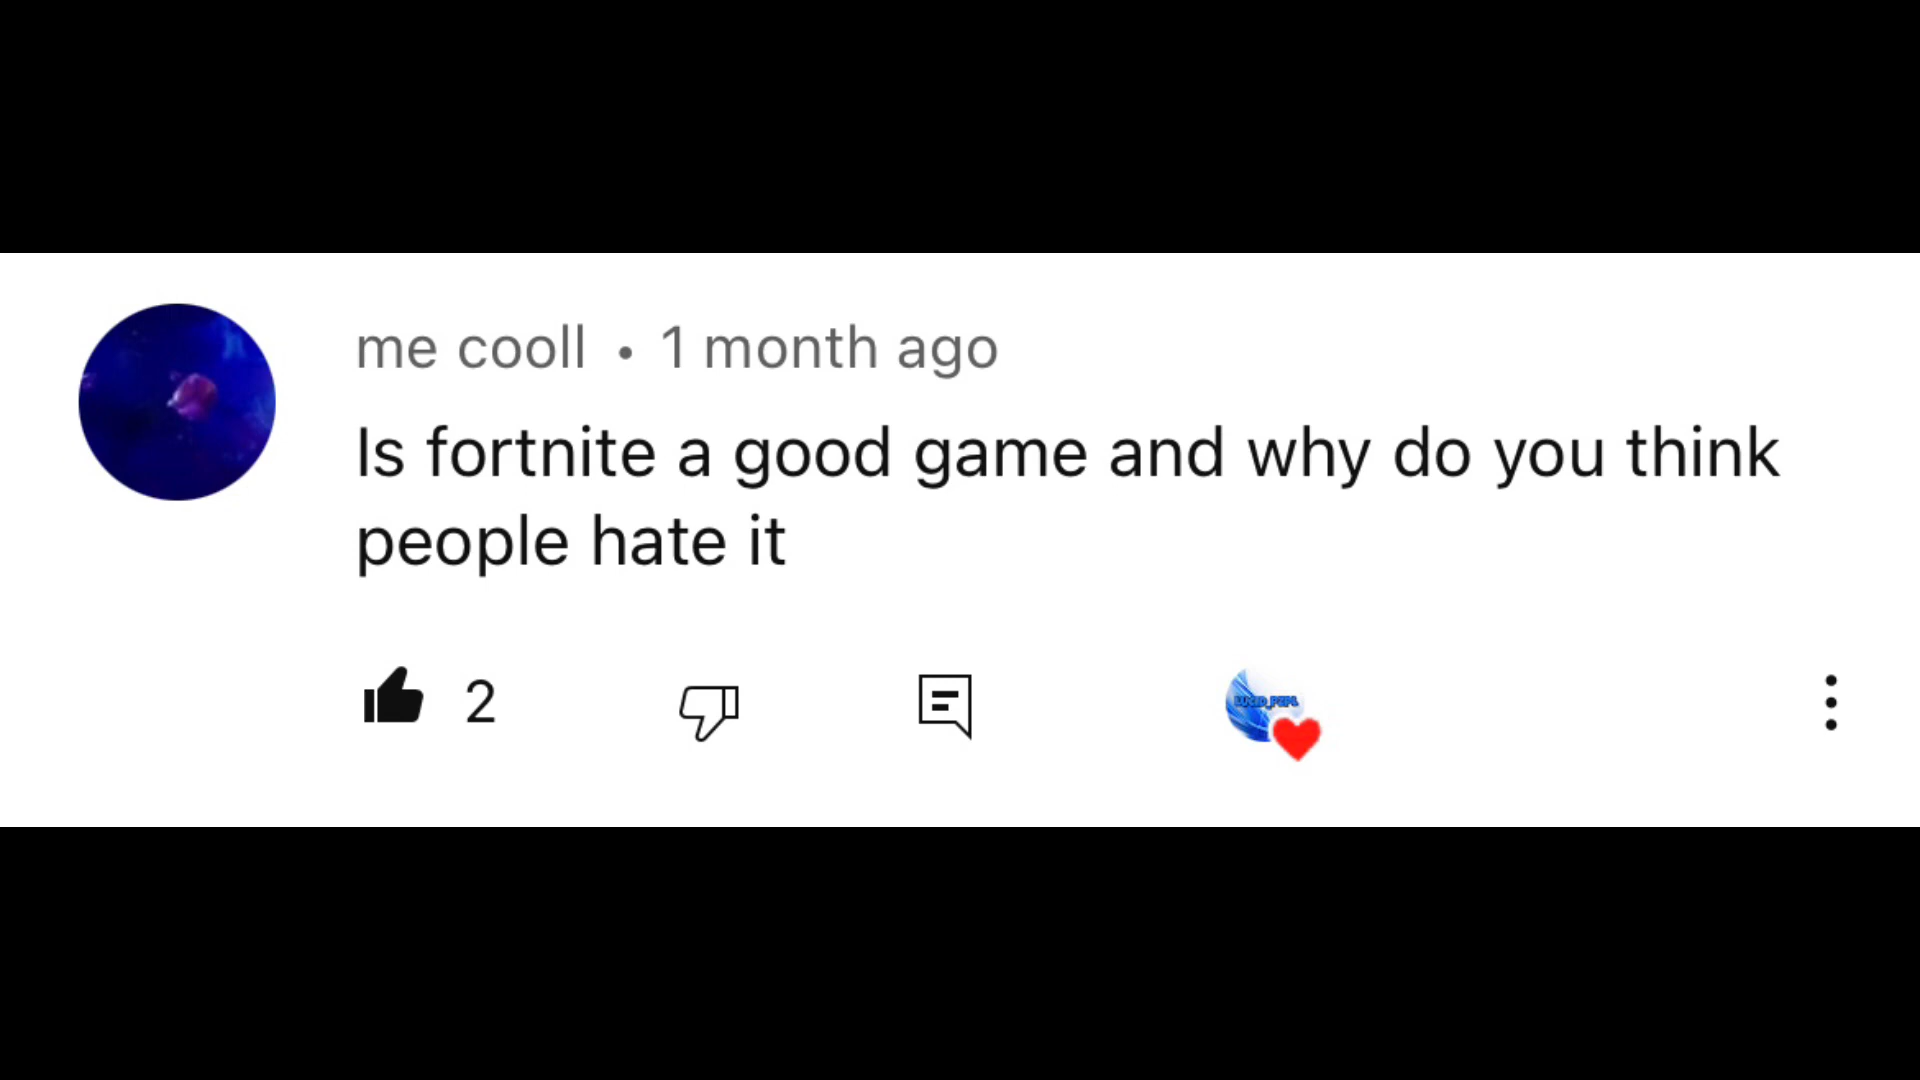 me cooll • 1 month ago
Is fortnite a good game and why do you think
people hate it
2